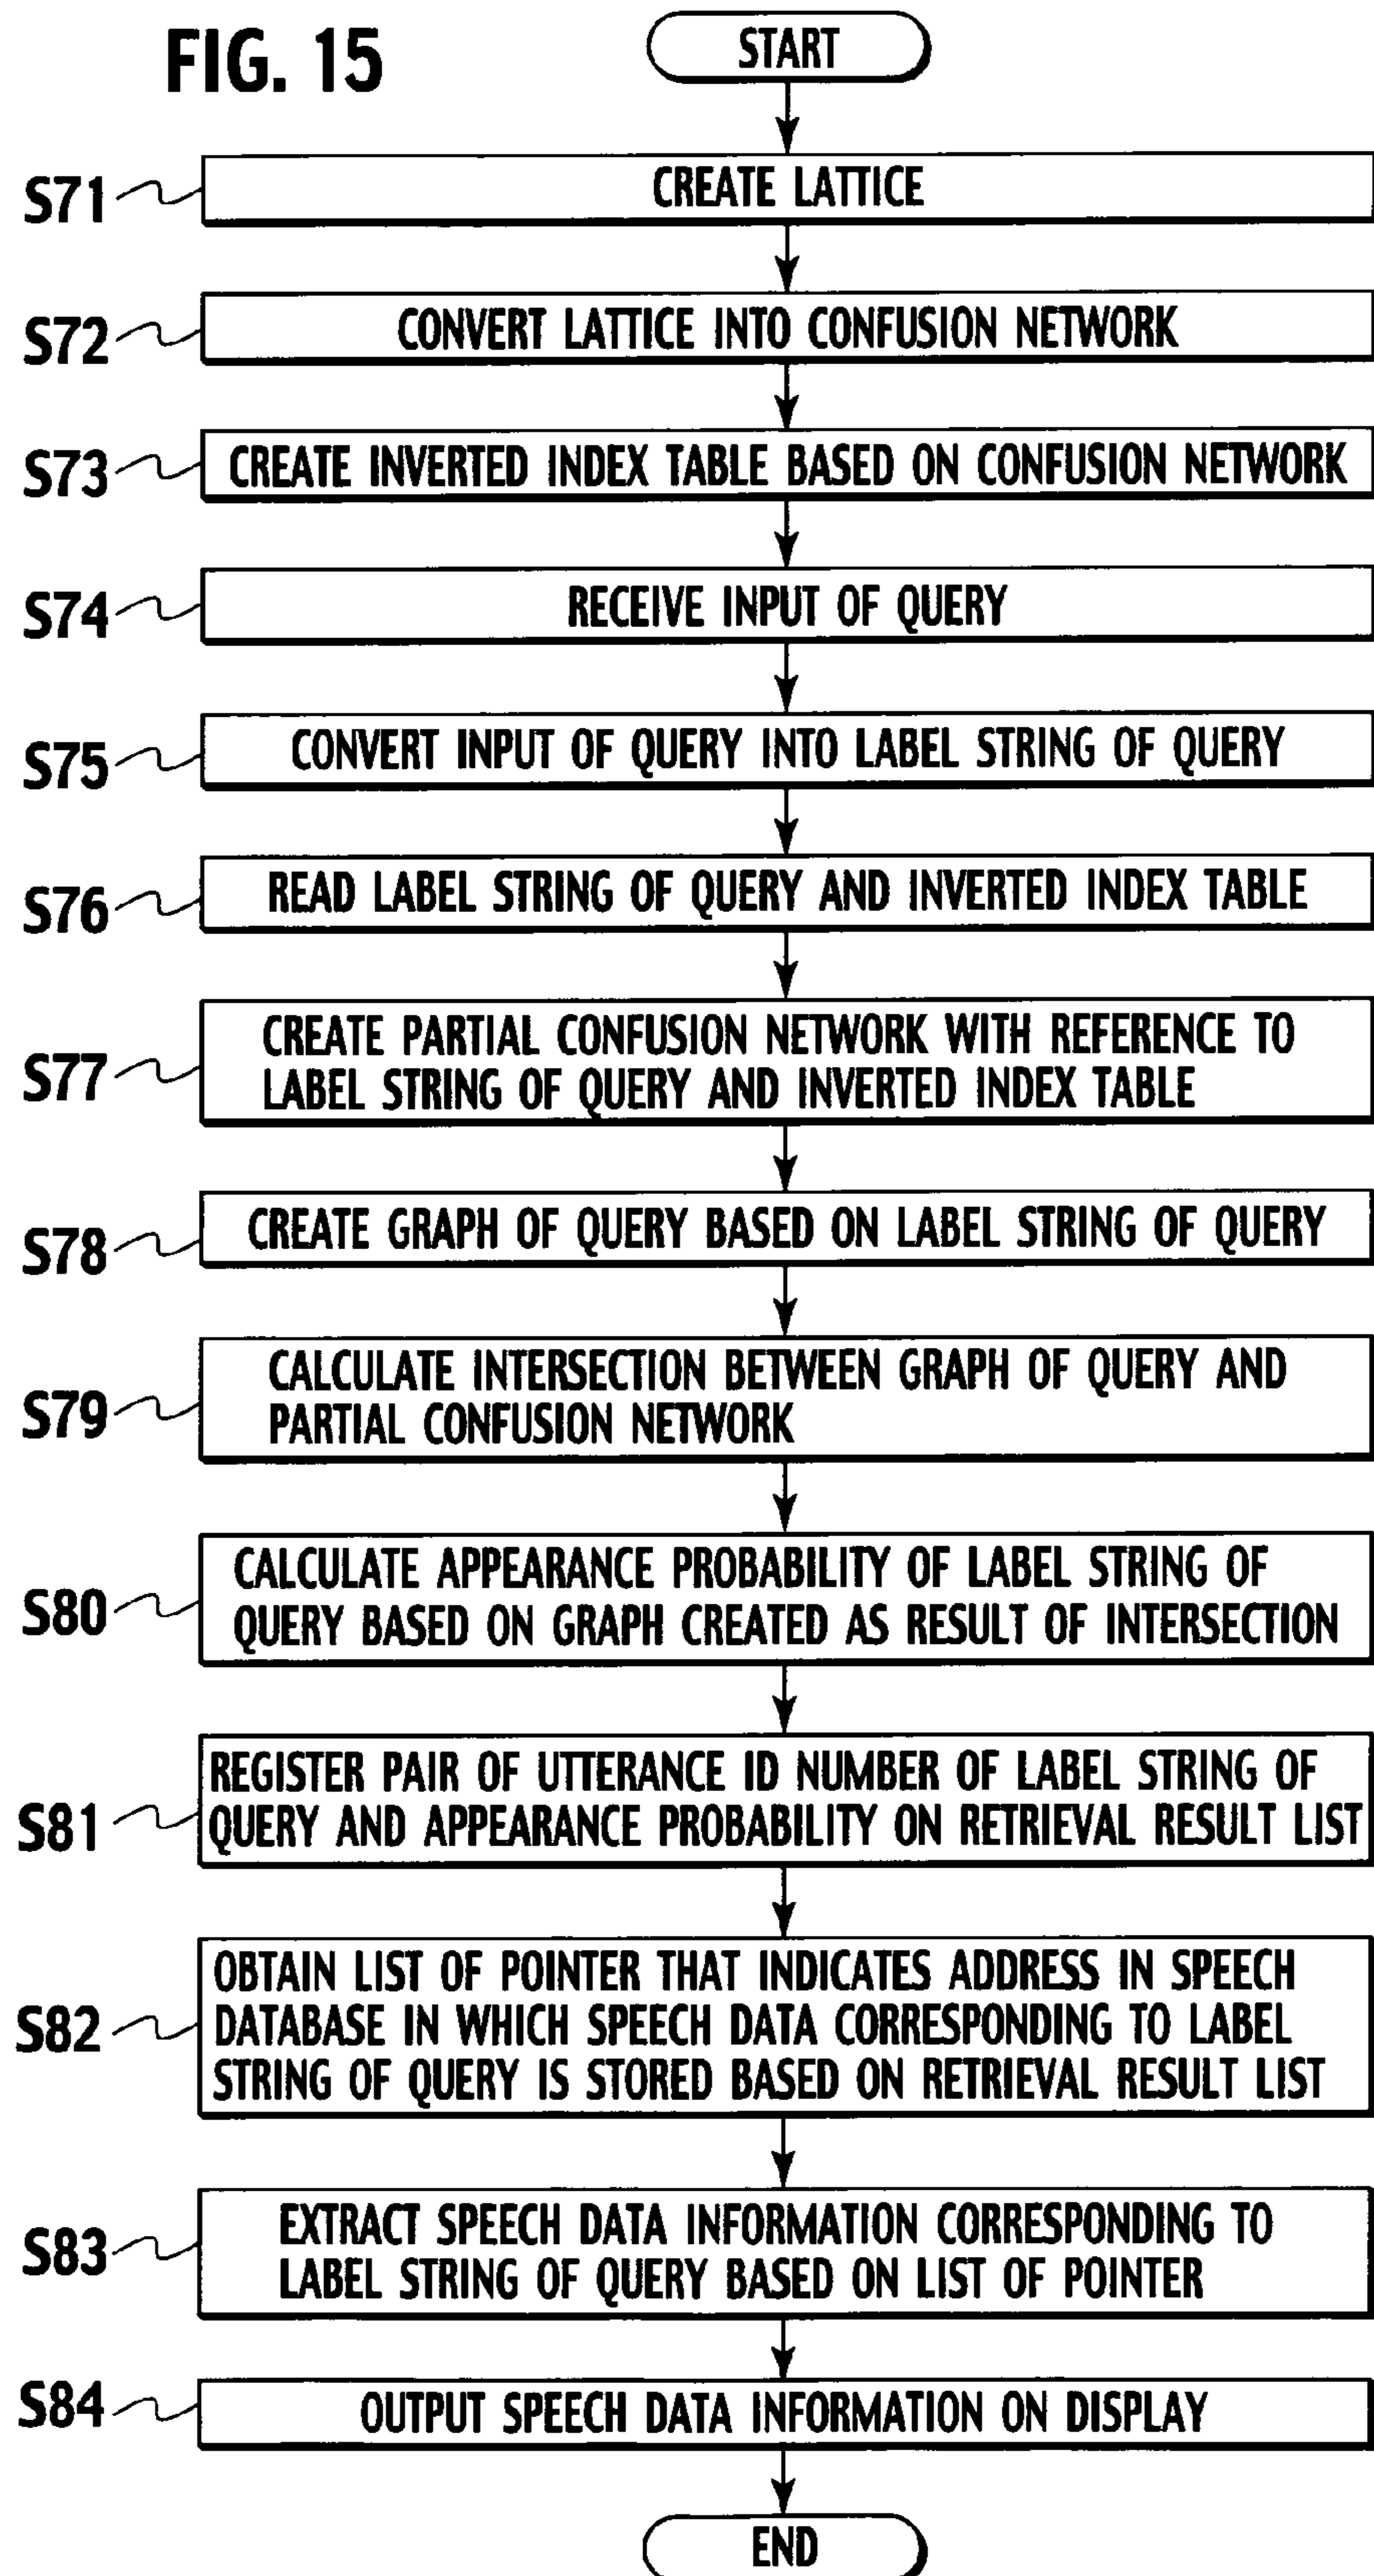 FIG. 15
START
S71
CREATE LATTICE
S72
CONVERT LATTICE INTO CONFUSION NETWORK
S73
CREATE INVERTED INDEX TABLE BASED ON CONFUSION NETWORK
S74
RECEIVE INPUT OF QUERY
S75
CONVERT INPUT OF QUERY INTO LABEL STRING OF QUERY
S76
READ LABEL STRING OF QUERY AND INVERTED INDEX TABLE
S77
CREATE PARTIAL CONFUSION NETWORK WITH REFERENCE TO
LABEL STRING OF QUERY AND INVERTED INDEX TABLE
S78
CREATE GRAPH OF QUERY BASED ON LABEL STRING OF QUERY
S79
CALCULATE INTERSECTION BETWEEN GRAPH OF QUERY AND
PARTIAL CONFUSION NETWORK
S80
CALCULATE APPEARANCE PROBABILITY OF LABEL STRING OF
QUERY BASED ON GRAPH CREATED AS RESULT OF INTERSECTION
S81
REGISTER PAIR OF UTTERANCE ID NUMBER OF LABEL STRING OF
QUERY AND APPEARANCE PROBABILITY ON RETRIEVAL RESULT LIST
S82
OBTAIN LIST OF POINTER THAT INDICATES ADDRESS IN SPEECH
DATABASE IN WHICH SPEECH DATA CORRESPONDING TO LABEL
STRING OF QUERY IS STORED BASED ON RETRIEVAL RESULT LIST
S83
EXTRACT SPEECH DATA INFORMATION CORRESPONDING TO
LABEL STRING OF QUERY BASED ON LIST OF POINTER
S84
OUTPUT SPEECH DATA INFORMATION ON DISPLAY
END